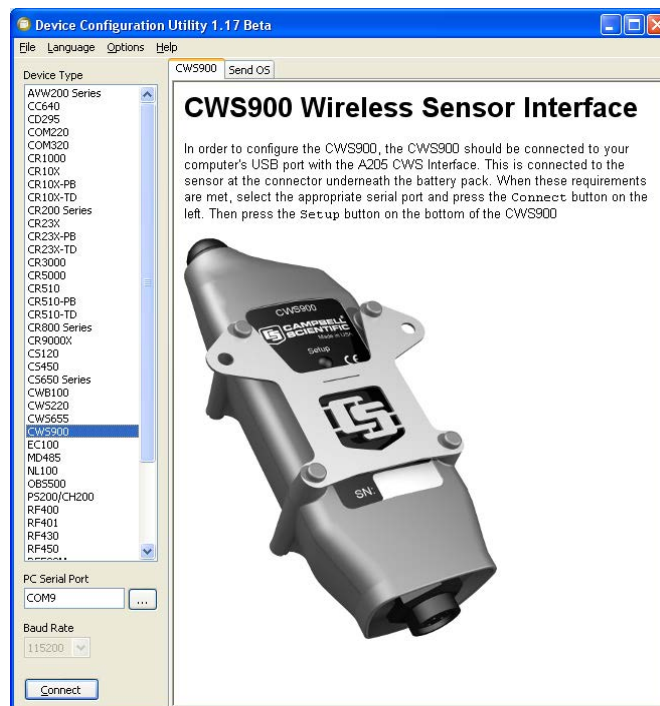 Device Configuration Utility 1.17 Beta
File Language Options Help
Device Type
AVW200 Series
CC640
CD295
COM220
COM320
CR1000
CR10X
CR10X-PB
CR10X-TD
CR200 Series
CR23X
CR23X-PB
CR23X-TD
CR3000
CR5000
CR510
CR510-PB
CR510-TD
CR800 Series
CR9000X
CS120
CS450
CS650 Series
CWB100
CWS220
CWS655
CWS900
EC100
MD485
NL100
OBS500
PS200/CH200
RF400
RF401
RF430
RF450
PC Serial Port
COM9
...
Baud Rate
115200
Connect
CWS900 Send OS
CWS900 Wireless Sensor Interface
In order to configure the CWS900, the CWS900 should be connected to your
computer's USB port with the A205 CWS Interface. This is connected to the
sensor at the connector underneath the battery pack. When these requirements
are met, select the appropriate serial port and press the Connect button on the
left. Then press the Setup button on the bottom of the CWS900
CWS900
CAMPBELL
SCIENTIFIC
Made in USA
Setup
CE
SN: